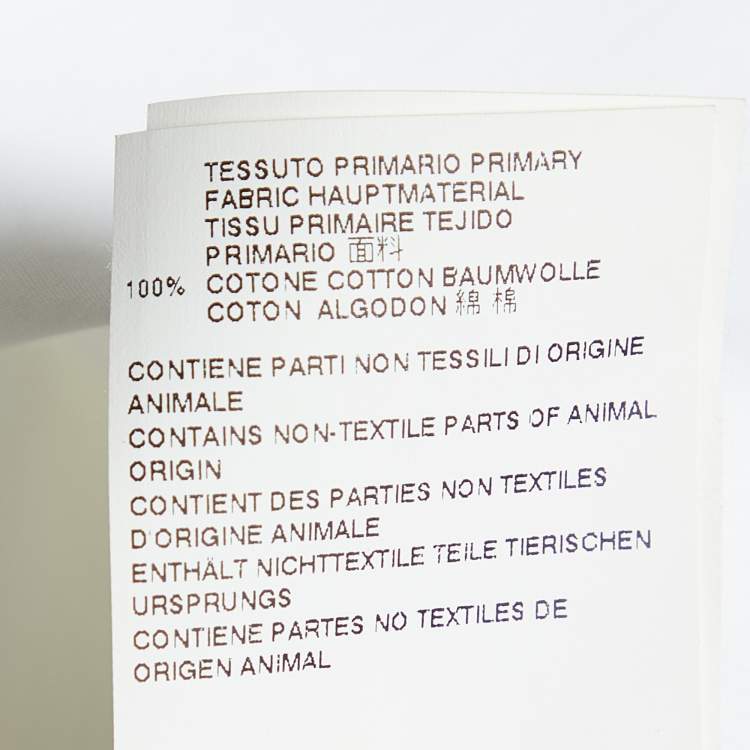 TESSUTO PRIMARIO PRIMARY
FABRIC HAUPTMATERIAL
TISSU PRIMAIRE TEJIDO
PRIMARIO 面料
100% COTONE COTTON BAUMWOLLE
COTON ALGODON 綿 棉
CONTIENE PARTI NON TESSILI DI ORIGINE
ANIMALE
CONTAINS NON-TEXTILE PARTS OF ANIMAL
ORIGIN
CONTIENT DES PARTIES NON TEXTILES
D'ORIGINE ANIMALE
ENTHÄLT NICHTTEXTILE TEILE TIERISCHEN
URSPRUNGS
CONTIENE PARTES NO TEXTILES DE
ORIGEN ANIMAL